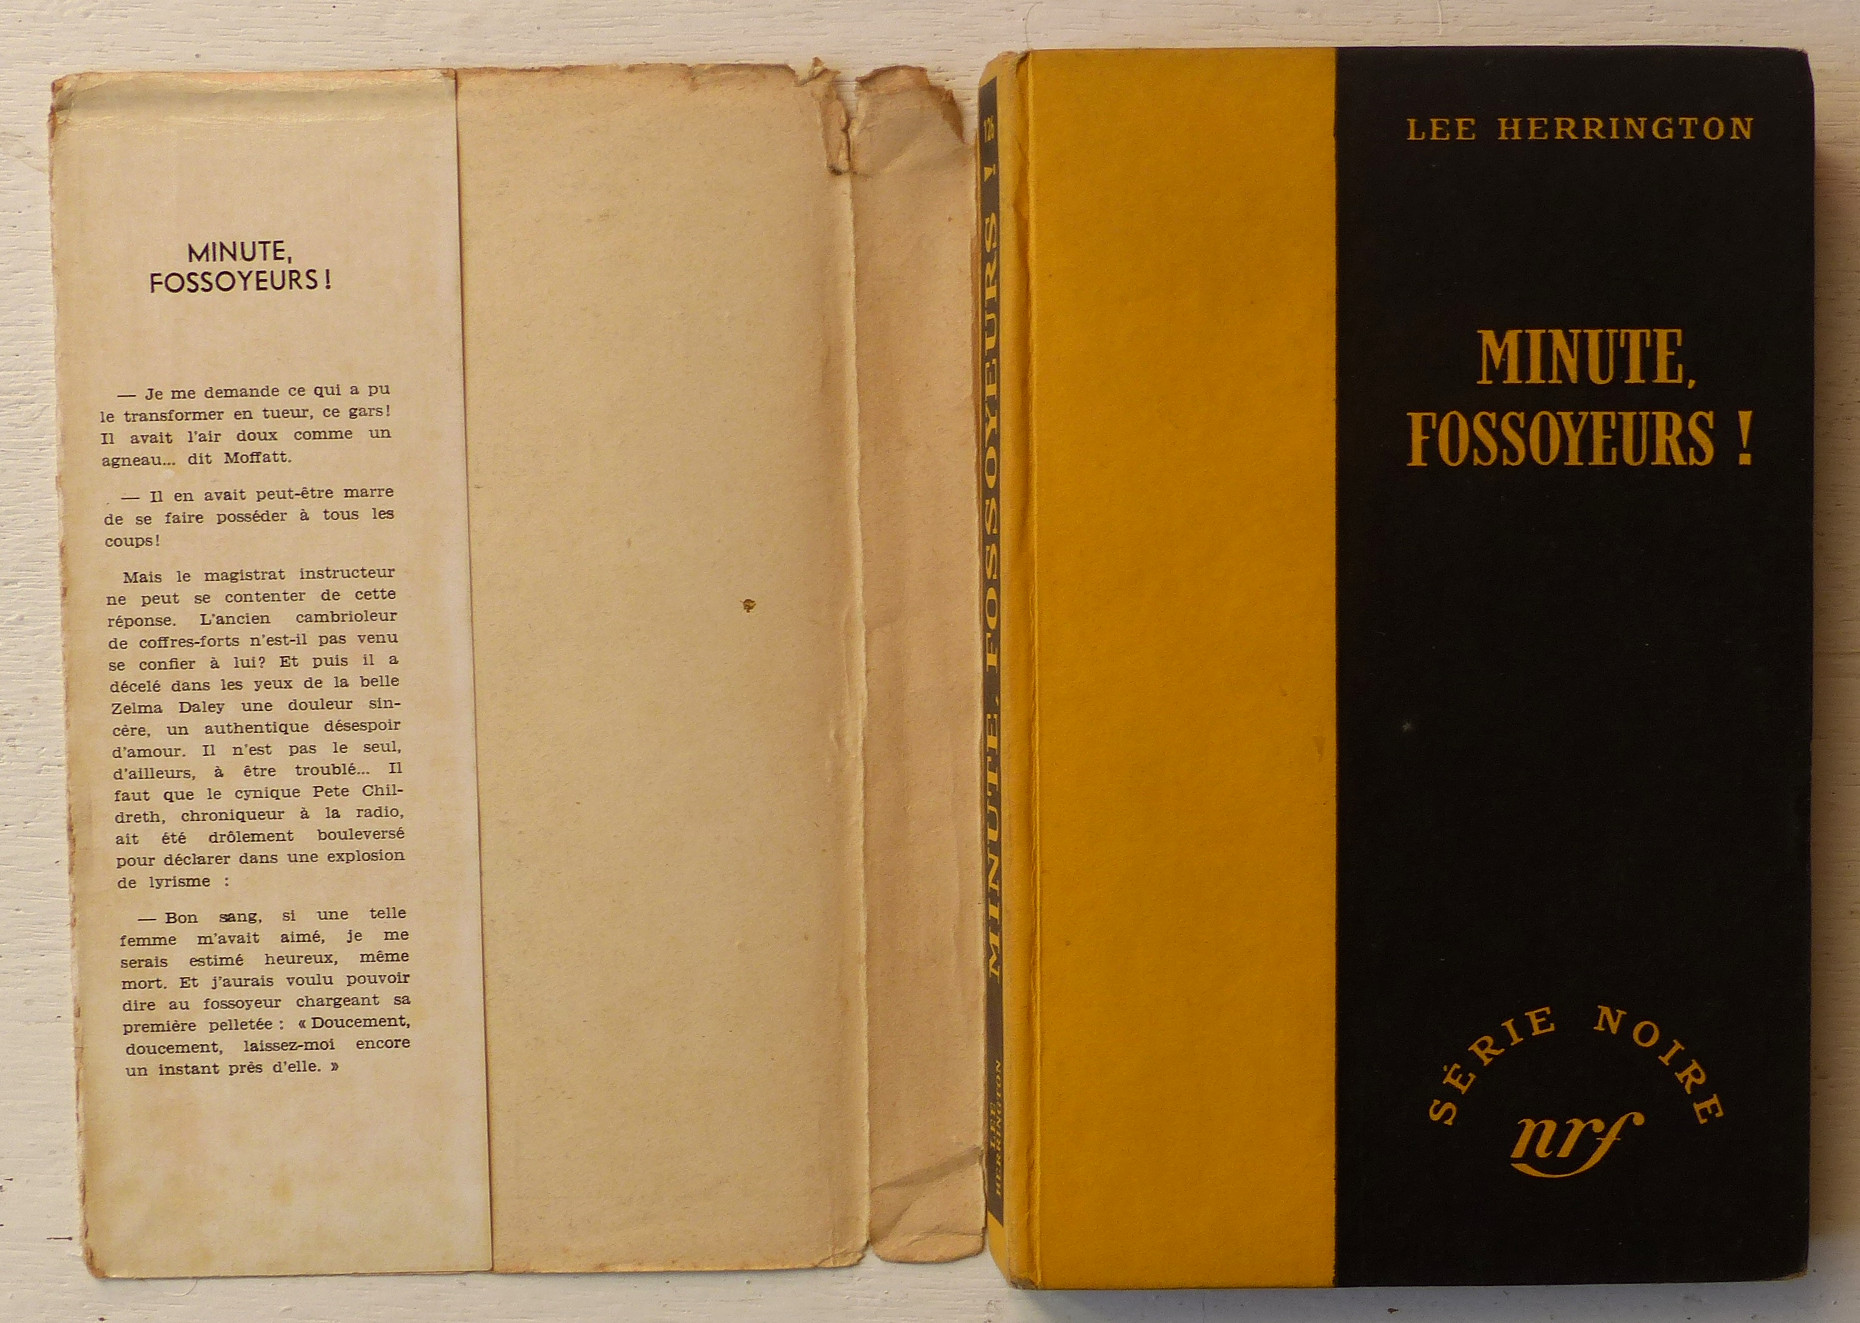 MINUTE,
FOSSOYEURS !
— Je me demande ce qui a pu
le transformer en tueur, ce gars!
Il avait l'air doux comme un
agneau... dit Moffatt.
— Il en avait peut-être marre
de se faire posséder à tous les
coups!
Mais le magistrat instructeur
ne peut se contenter de cette
réponse. L'ancien cambrioleur
de coffres-forts n'est-il pas venu
se confier à lui? Et puis il a
décelé dans les yeux de la belle
Zelma Daley une douleur sin-
cère, un authentique désespoir
d'amour. Il n'est pas le seul,
d'ailleurs, à être troublé... Il
faut que le cynique Pete Chil-
dreth, chroniqueur à la radio,
ait été drôlement bouleversé
pour déclarer dans une explosion
de lyrisme :
— Bon sang, si une telle
femme m'avait aimé, je me
serais estimé heureux, même
mort. Et j'aurais voulu pouvoir
dire au fossoyeur chargeant sa
première pelletée : « Doucement,
doucement, laissez-moi encore
un instant près d'elle. »
126
MINUTE, FOSSOYEURS !
LEE
HERRINGTON
LEE HERRINGTON
MINUTE,
FOSSOYEURS !
SÉRIE NOIRE
nrf